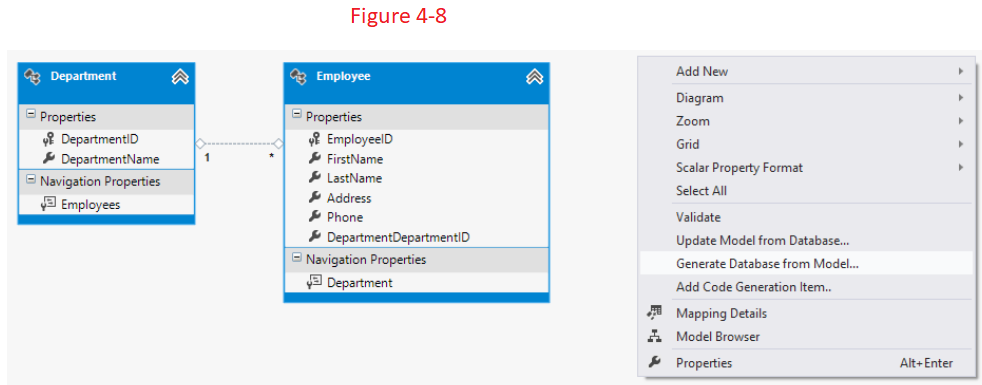 Figure 4-8
Department
Properties
DepartmentID
DepartmentName
Navigation Properties
Employees
1
*
Employee
Properties
EmployeeID
FirstName
LastName
Address
Phone
DepartmentDepartmentID
Navigation Properties
Department
Add New
Diagram
Zoom
Grid
Scalar Property Format
Select All
Validate
Update Model from Database...
Generate Database from Model...
Add Code Generation Item..
Mapping Details
Model Browser
Properties Alt+Enter